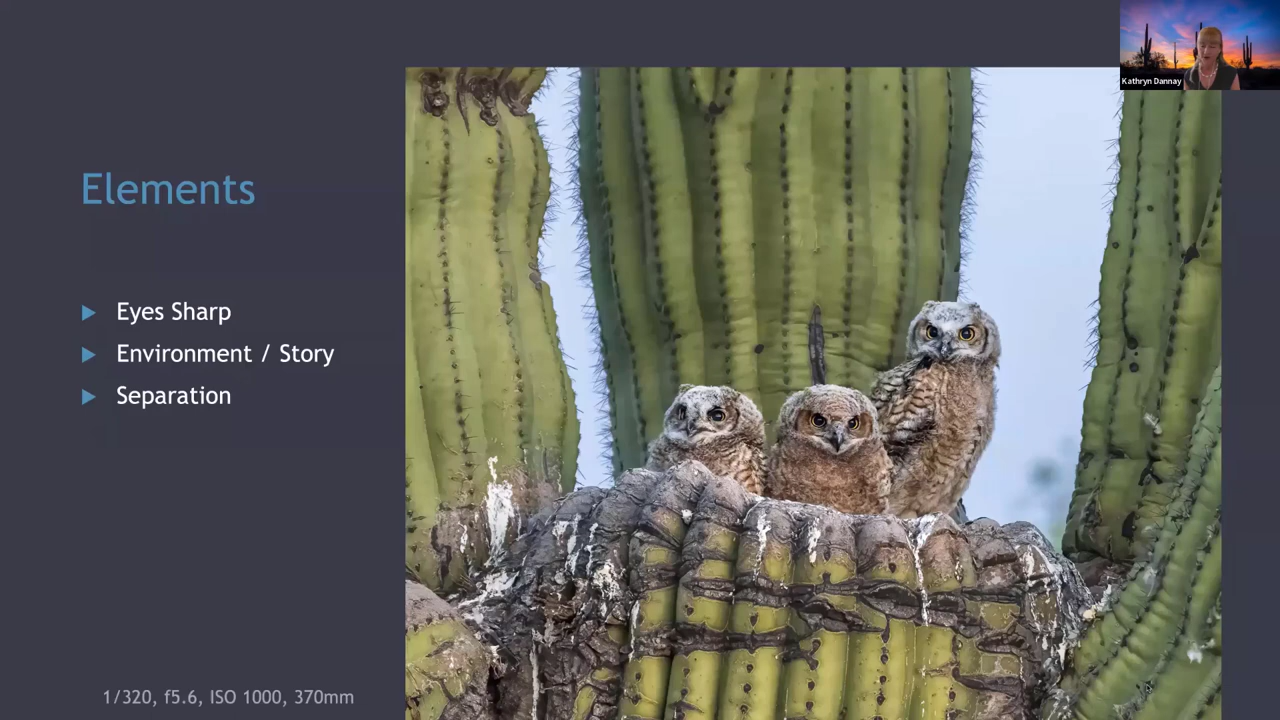 Kathryn Dannay
Elements
Eyes Sharp
Environment / Story
Separation
1/320, f5.6, ISO 1000, 370mm